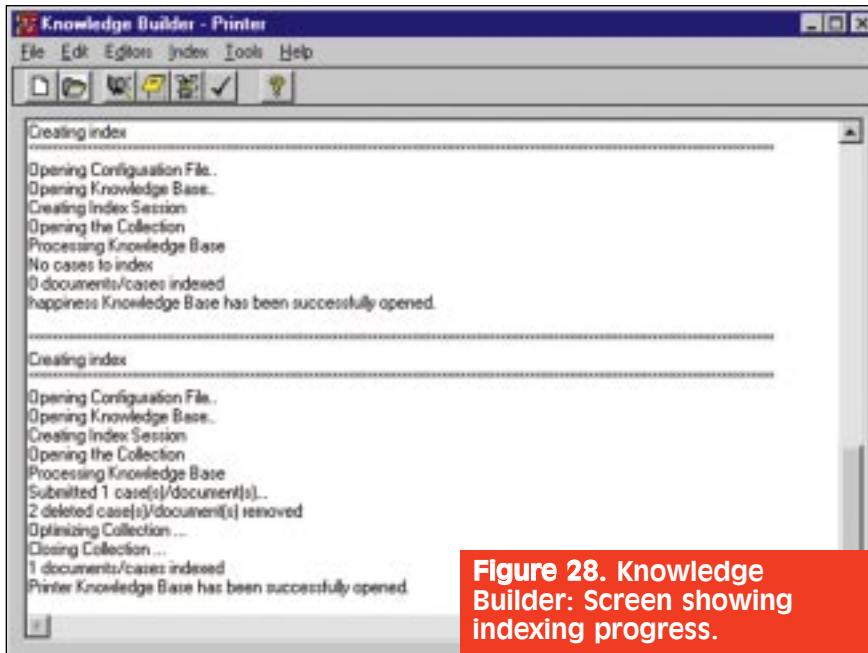 Knowledge Builder - Printer
File Edit Editors Index Tools Help
Creating index
Opening Configuration File..
Opening Knowledge Base..
Creating Index Session
Opening the Collection
Processing Knowledge Base
No cases to index
0 documents/cases indexed
happiness Knowledge Base has been successfully opened.
Creating index
Opening Configuration File..
Opening Knowledge Base..
Creating Index Session
Opening the Collection
Processing Knowledge Base
Submitted 1 case(s)/document(s)...
2 deleted case(s)/document(s) removed
Optimizing Collection ...
Closing Collection ...
1 documents/cases indexed
Printer Knowledge Base has been successfully opened.
Figure 28. Knowledge
Builder: Screen showing
indexing progress.